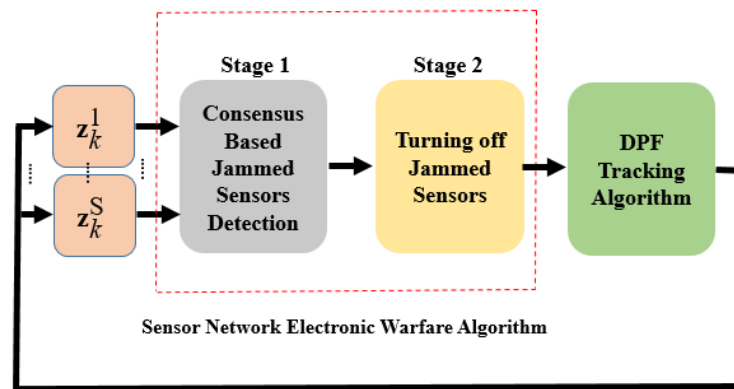 Stage 1
Stage 2
z_k^1
z_k^S
Consensus
Based
Jammed
Sensors
Detection
Turning off
Jammed
Sensors
DPF
Tracking
Algorithm
Sensor Network Electronic Warfare Algorithm